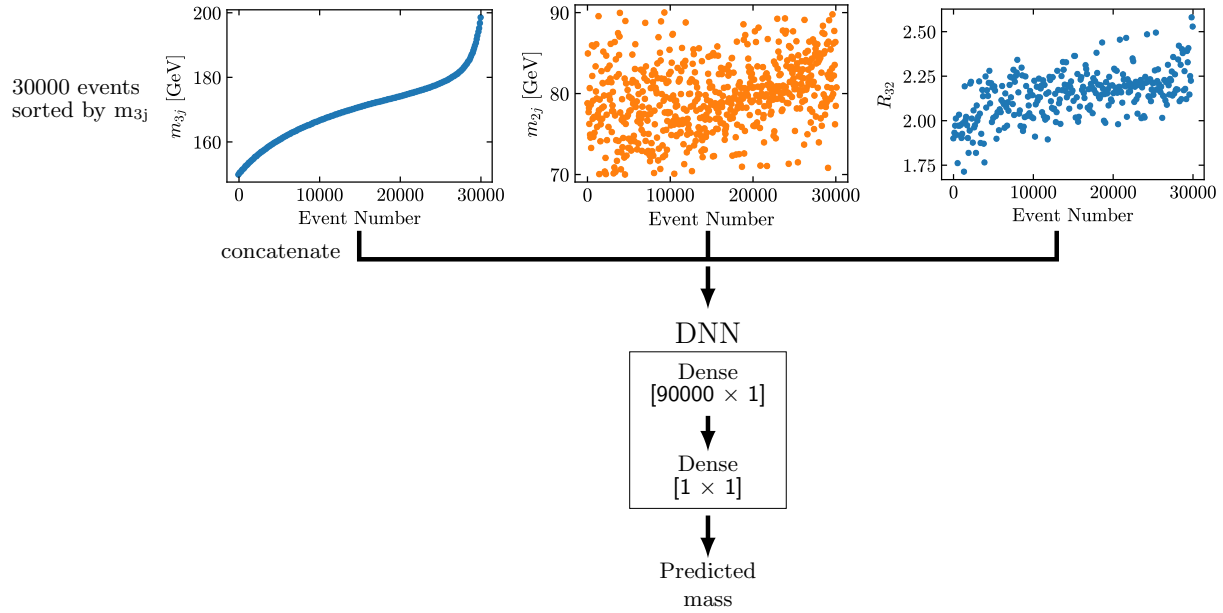 30000 events
sorted by m3j
200
180
160
m3j [GeV]
0
10000
20000
30000
Event Number
90
85
80
75
70
m2j [GeV]
0
10000
20000
30000
Event Number
2.50
2.25
2.00
1.75
R32
0
10000
20000
30000
Event Number
concatenate
DNN
Dense
[90000 × 1]
Dense
[1 × 1]
Predicted
mass